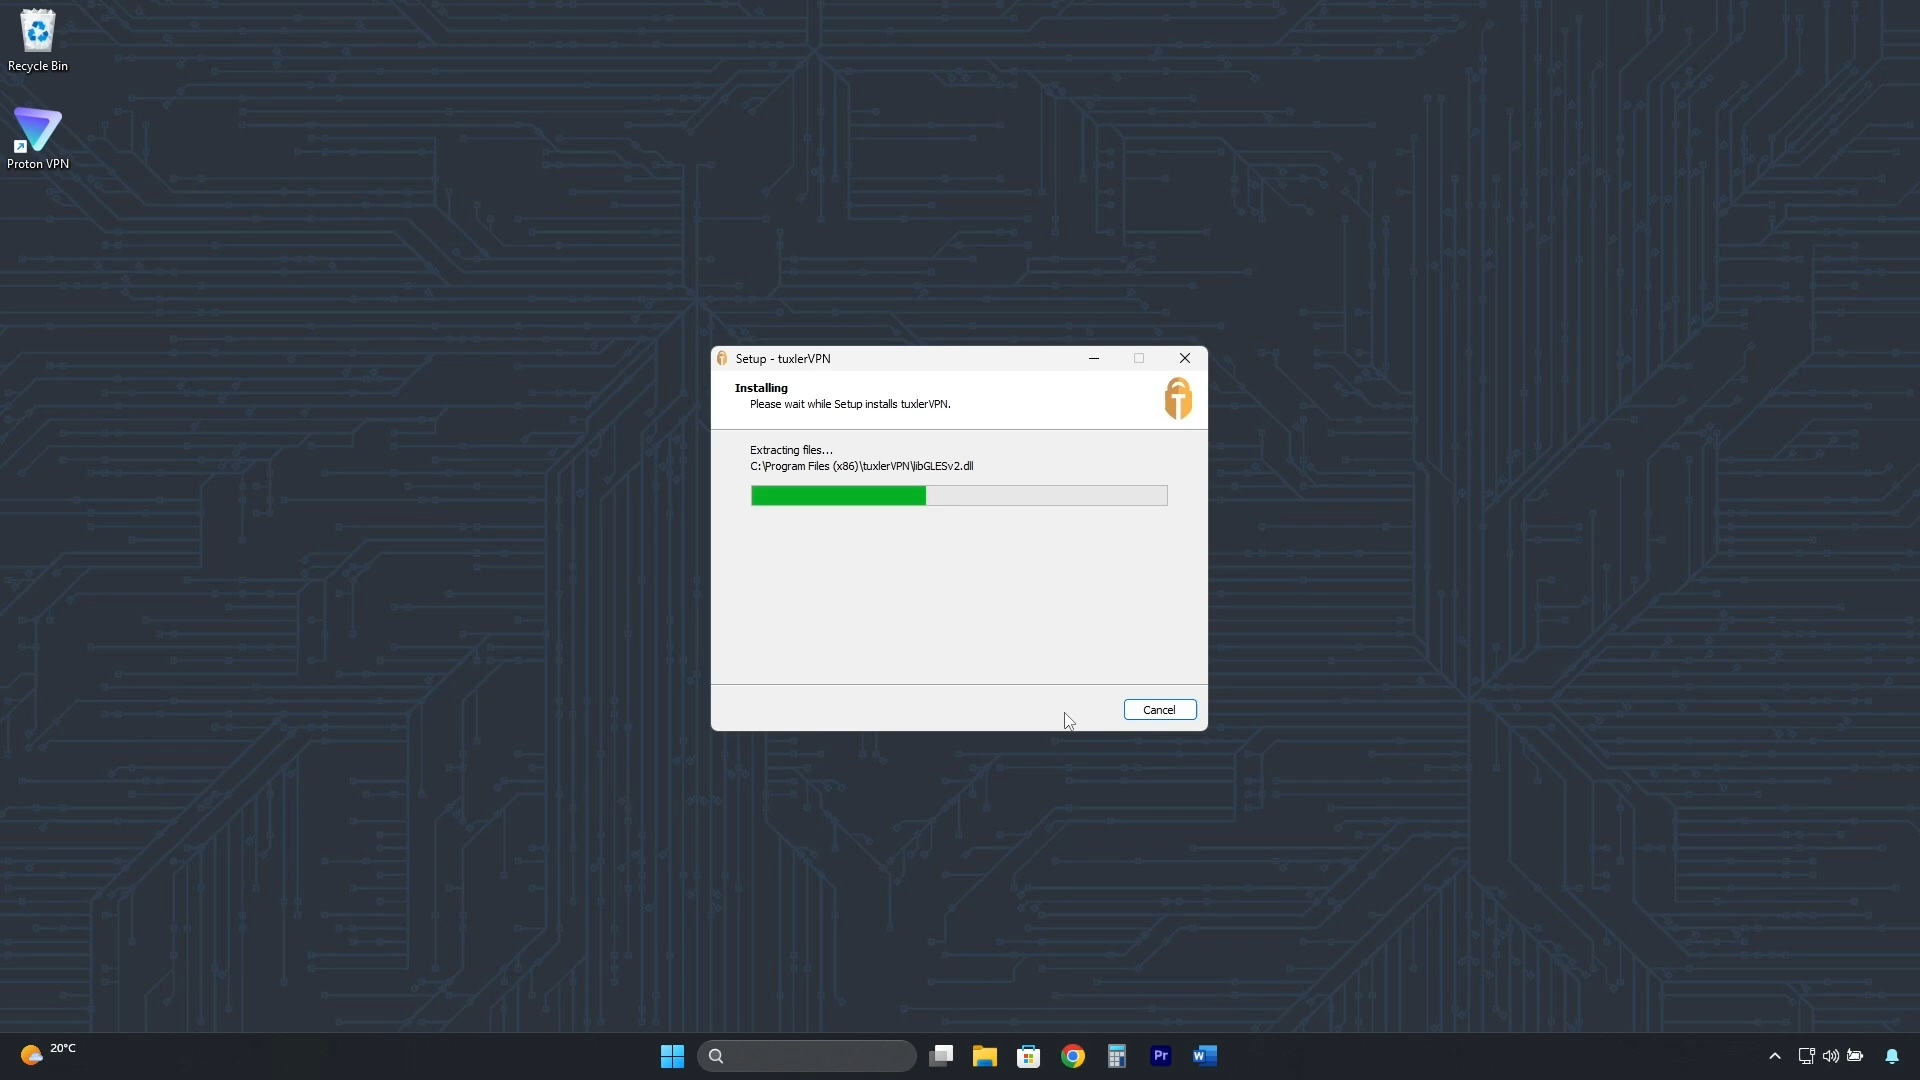 Recycle Bin
Proton VPN
Setup - tuxlerVPN
Installing
Please wait while Setup installs tuxlerVPN.
Extracting files...
C:\Program Files (x86)\tuxlerVPN\libGLESv2.dll
Cancel
20°C
Pr
W